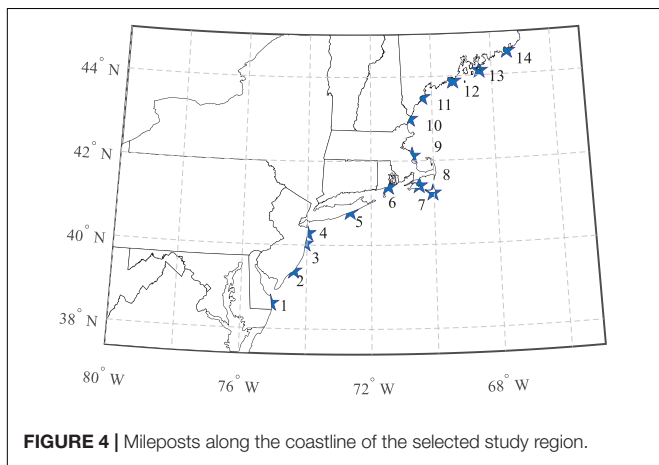 44° N
14
13
12
11
10
42° N
9
8
7
6
5
40° N
4
3
2
1
38° N
80° W
76° W
72° W
68° W
FIGURE 4 | Mileposts along the coastline of the selected study region.